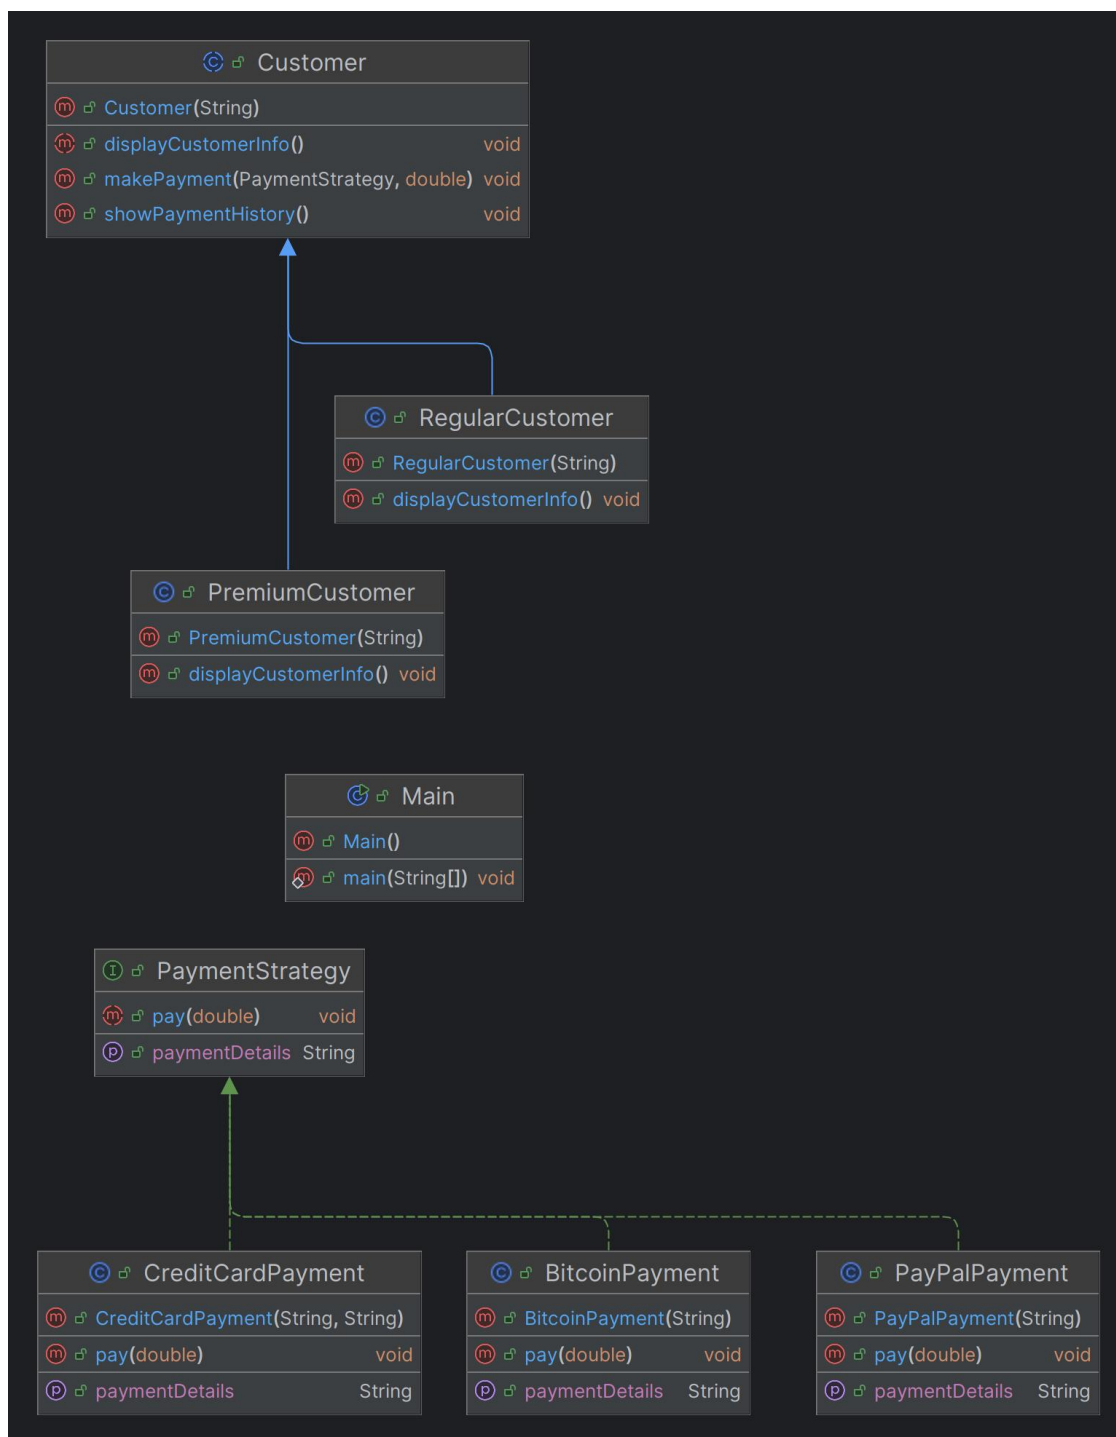 Customer
Customer(String)
displayCustomerInfo() void
makePayment(PaymentStrategy, double) void
showPaymentHistory() void
RegularCustomer
RegularCustomer(String)
displayCustomerInfo() void
PremiumCustomer
PremiumCustomer(String)
displayCustomerInfo() void
Main
Main()
main(String[]) void
PaymentStrategy
pay(double) void
paymentDetails String
CreditCardPayment
CreditCardPayment(String, String)
pay(double) void
paymentDetails String
BitcoinPayment
BitcoinPayment(String)
pay(double) void
paymentDetails String
PayPalPayment
PayPalPayment(String)
pay(double) void
paymentDetails String